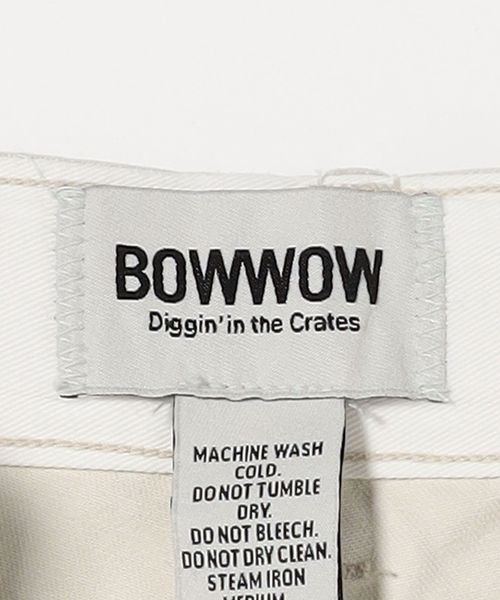 BOWWOW
Diggin' in the Crates
MACHINE WASH
COLD.
DO NOT TUMBLE
DRY.
DO NOT BLEECH.
DO NOT DRY CLEAN.
STEAM IRON
MEDIUM